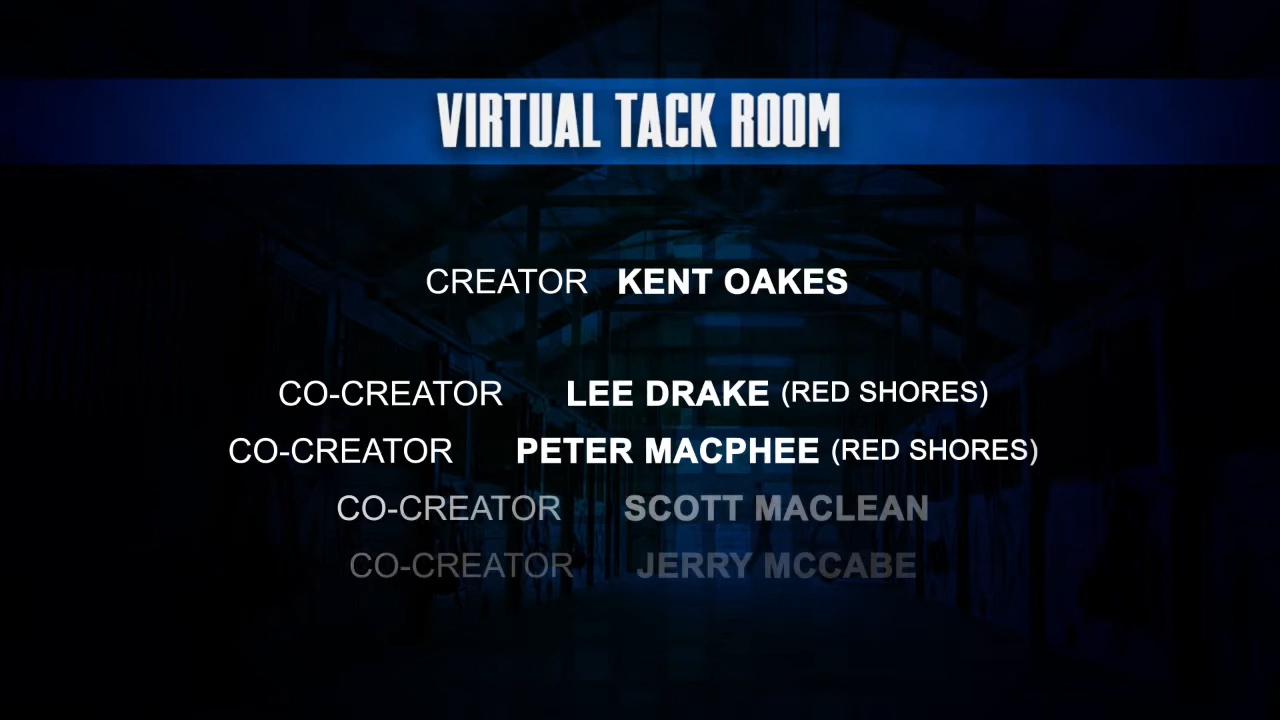 VIRTUAL TACK ROOM
CREATOR KENT OAKES
CO-CREATOR LEE DRAKE (RED SHORES)
CO-CREATOR PETER MACPHEE (RED SHORES)
CO-CREATOR SCOTT MACLEAN
CO-CREATOR JERRY MCCABE